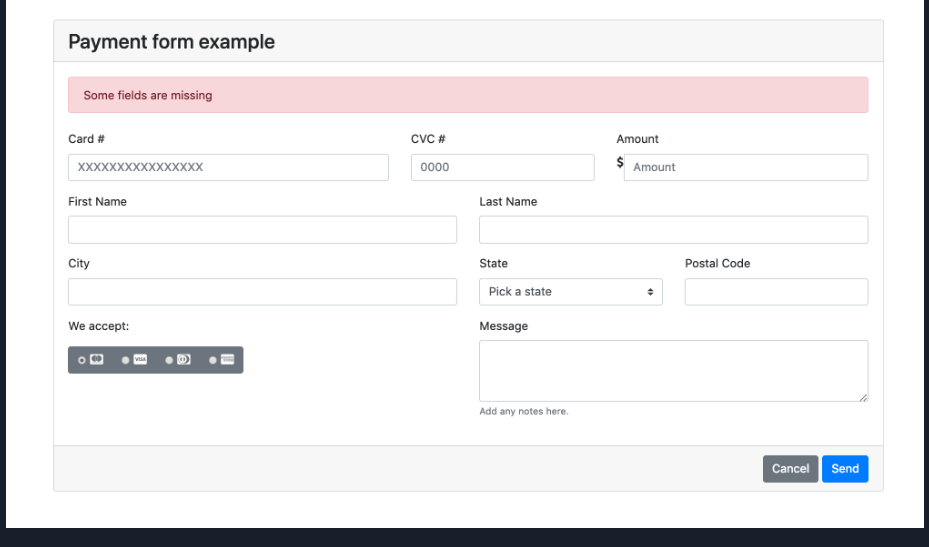 Payment form example
Some fields are missing
Card # CVC # Amount
XXXXXXXXXXXXXXXX 0000 $ Amount
First Name Last Name
City State Postal Code
Pick a state
We accept: Message
VISA
Add any notes here.
Cancel Send